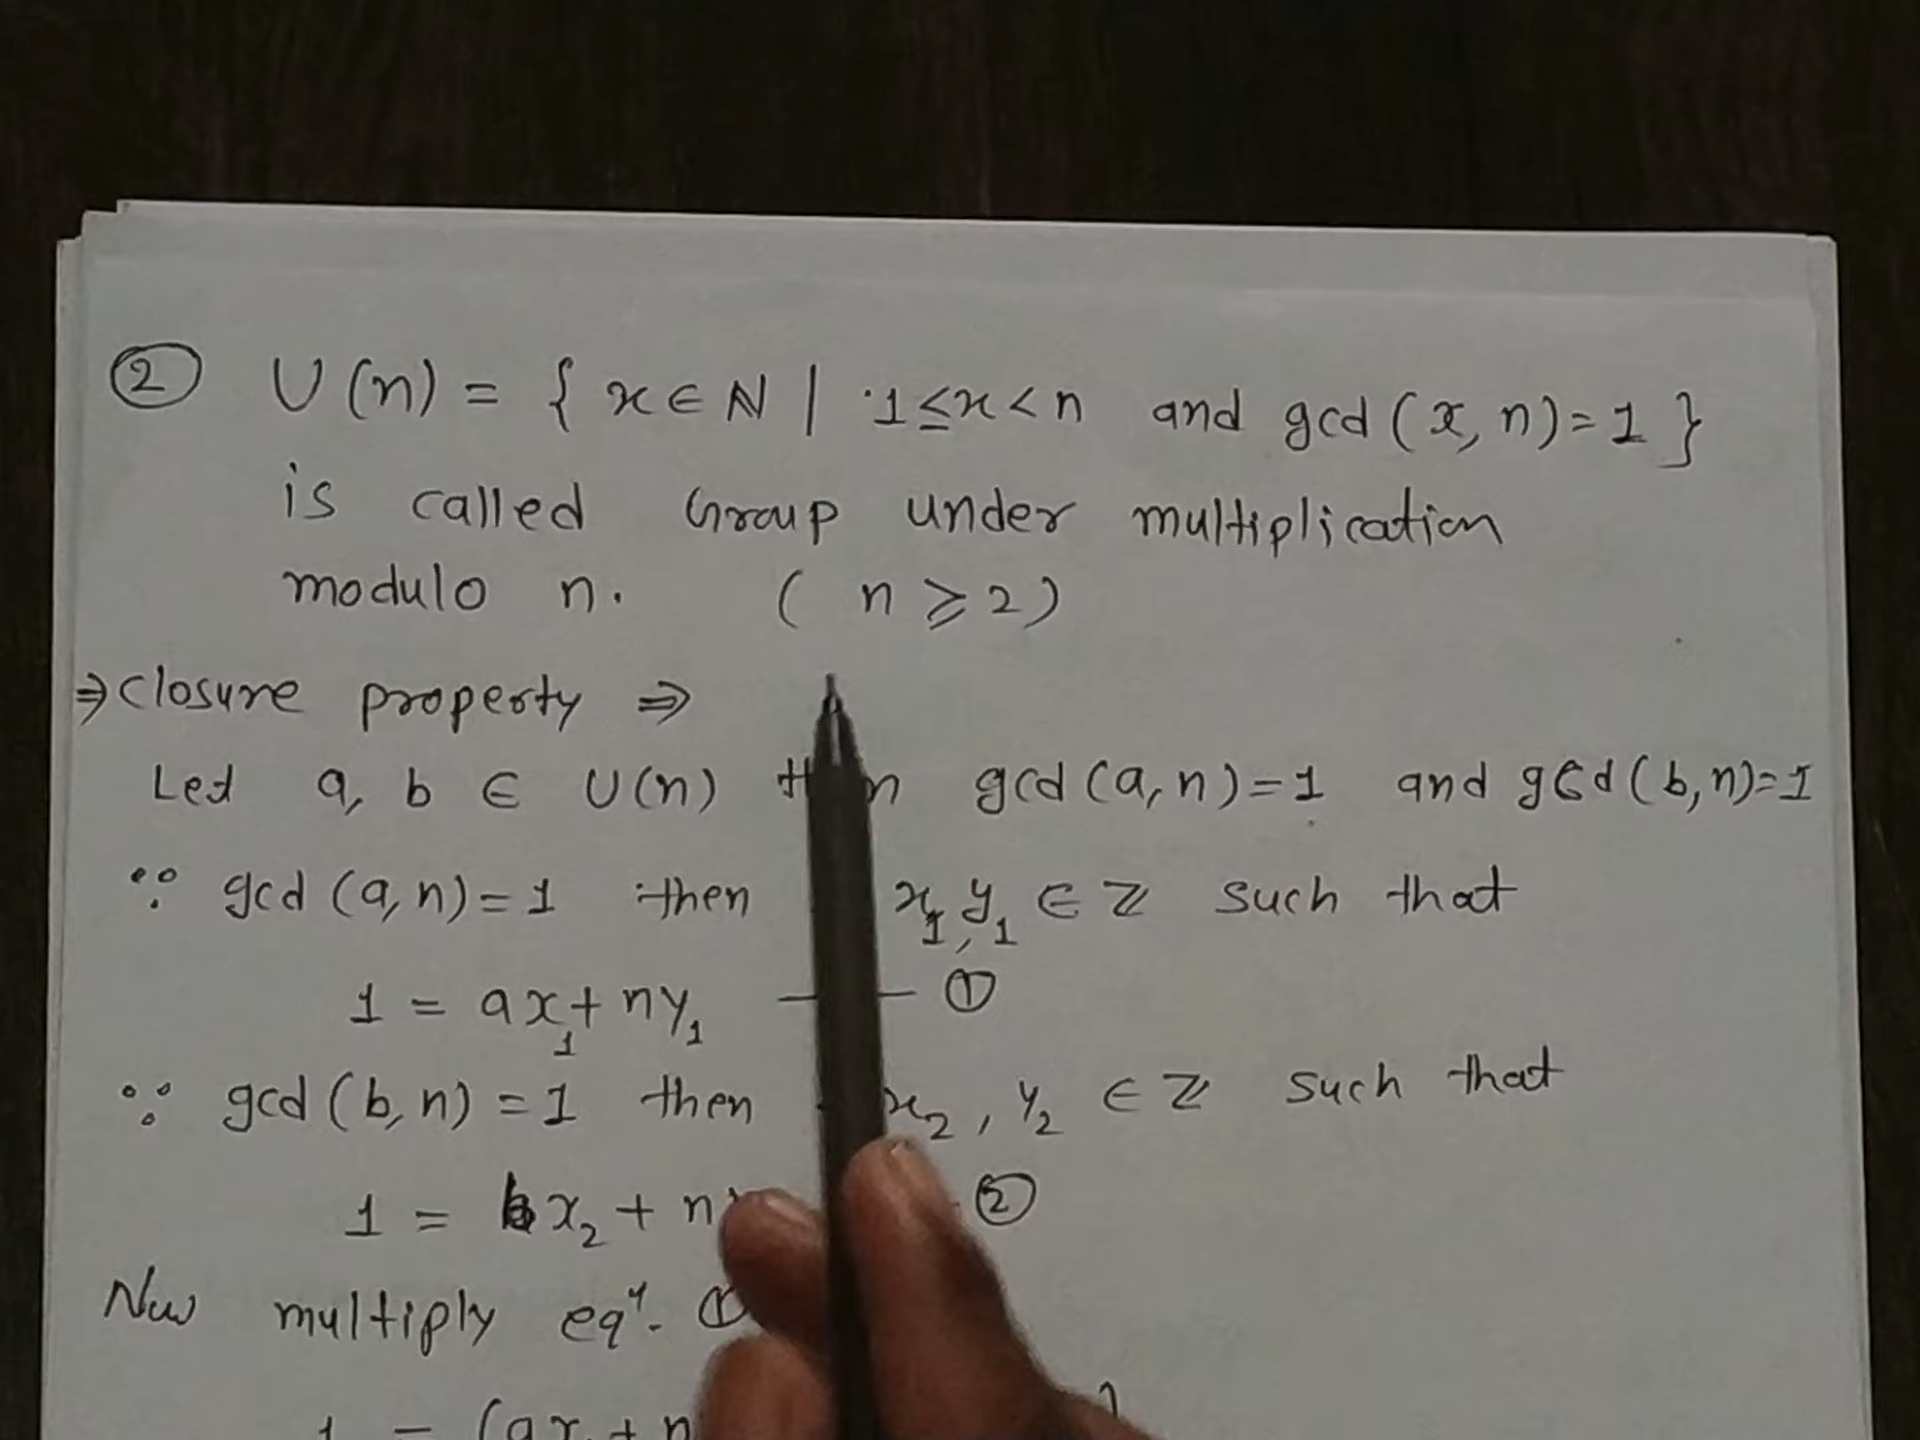 ② U(n) = { x ∈ N | 1 ≤ x < n and gcd(x, n) = 1 }
is called Group under multiplication
modulo n. ( n ⩾ 2 )
⇒ Closure property ⇒
Let a, b ∈ U(n) gcd(a, n) = 1 and gcd(b, n) = 1
∵ gcd(a, n) = 1 then x₁, y₁ ∈ ℤ such that
1 = ax₁ + ny₁ — ①
∵ gcd(b, n) = 1 then x₂, y₂ ∈ ℤ such that
1 = bx₂ + n ②
Now multiply eqⁿ. ①
1 = (ax₁ + n